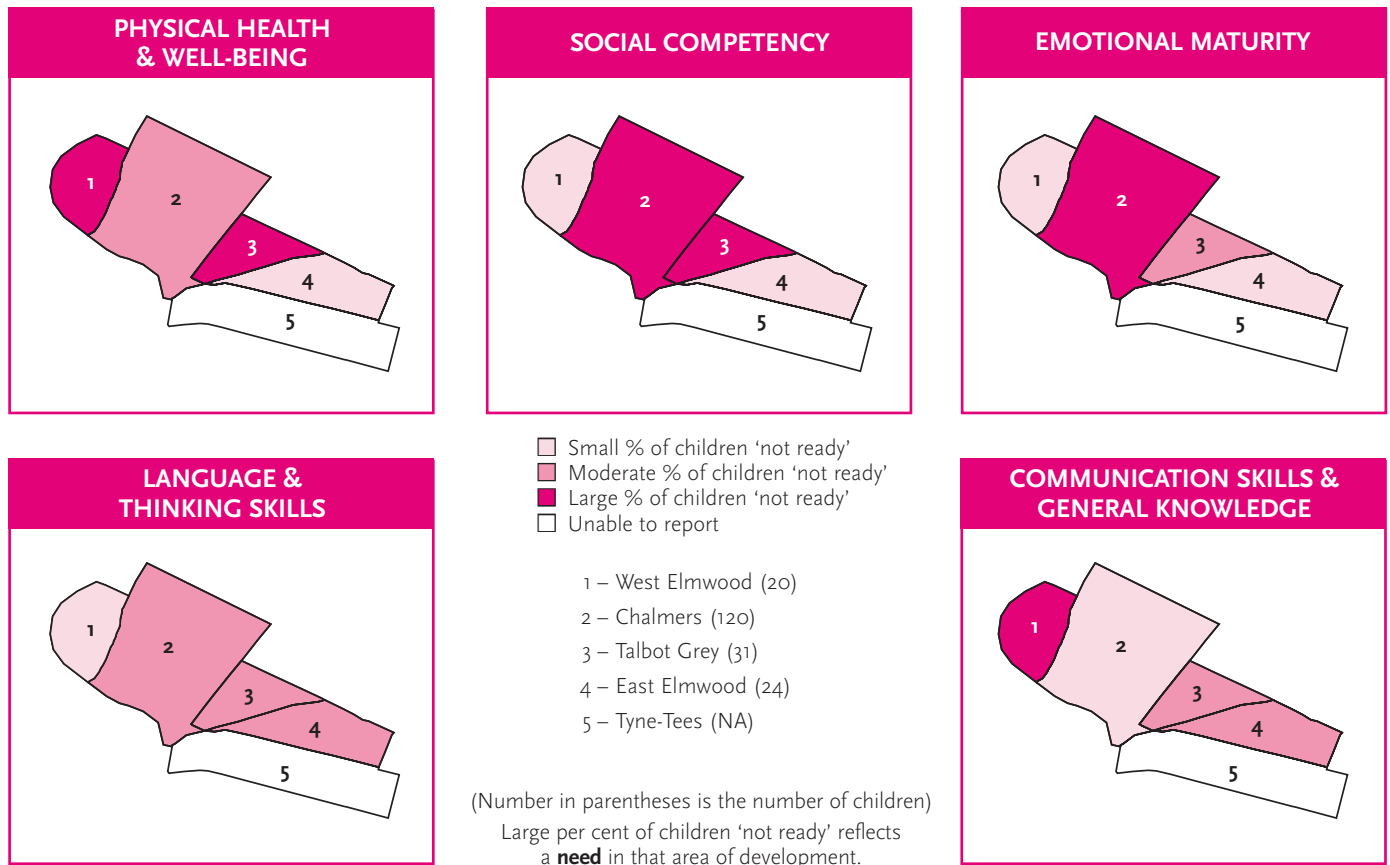 PHYSICAL HEALTH
& WELL-BEING
1
2
3
4
5
SOCIAL COMPETENCY
1
2
3
4
5
EMOTIONAL MATURITY
1
2
3
4
5
LANGUAGE &
THINKING SKILLS
1
2
3
4
5
Small % of children ‘not ready’
Moderate % of children ‘not ready’
Large % of children ‘not ready’
Unable to report
1 – West Elmwood (20)
2 – Chalmers (120)
3 – Talbot Grey (31)
4 – East Elmwood (24)
5 – Tyne-Tees (NA)
(Number in parentheses is the number of children)
Large per cent of children ‘not ready’ reflects
a need in that area of development.
COMMUNICATION SKILLS &
GENERAL KNOWLEDGE
1
2
3
4
5